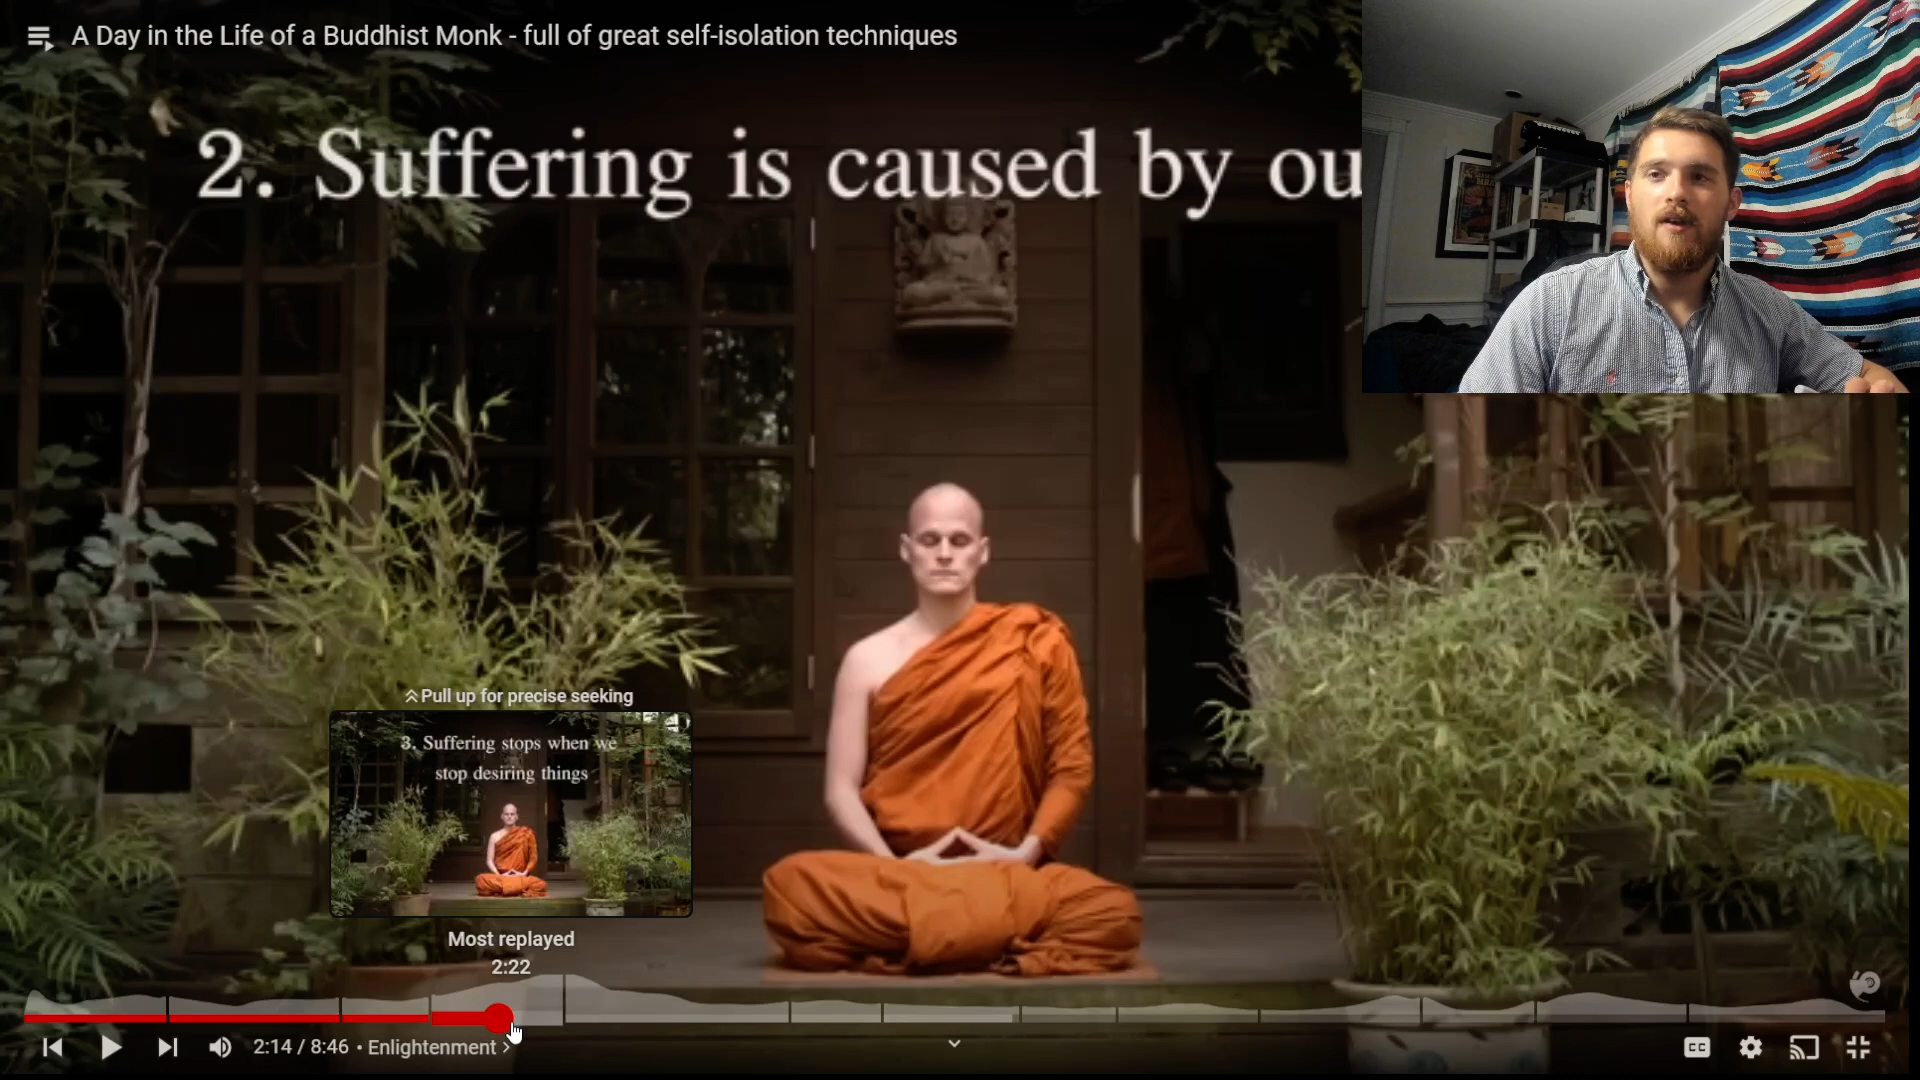 A Day in the Life of a Buddhist Monk - full of great self-isolation techniques
2. Suffering is caused by ou
Pull up for precise seeking
3. Suffering stops when we
stop desiring things
Most replayed
2:22
2:14 / 8:46 • Enlightenment
CC